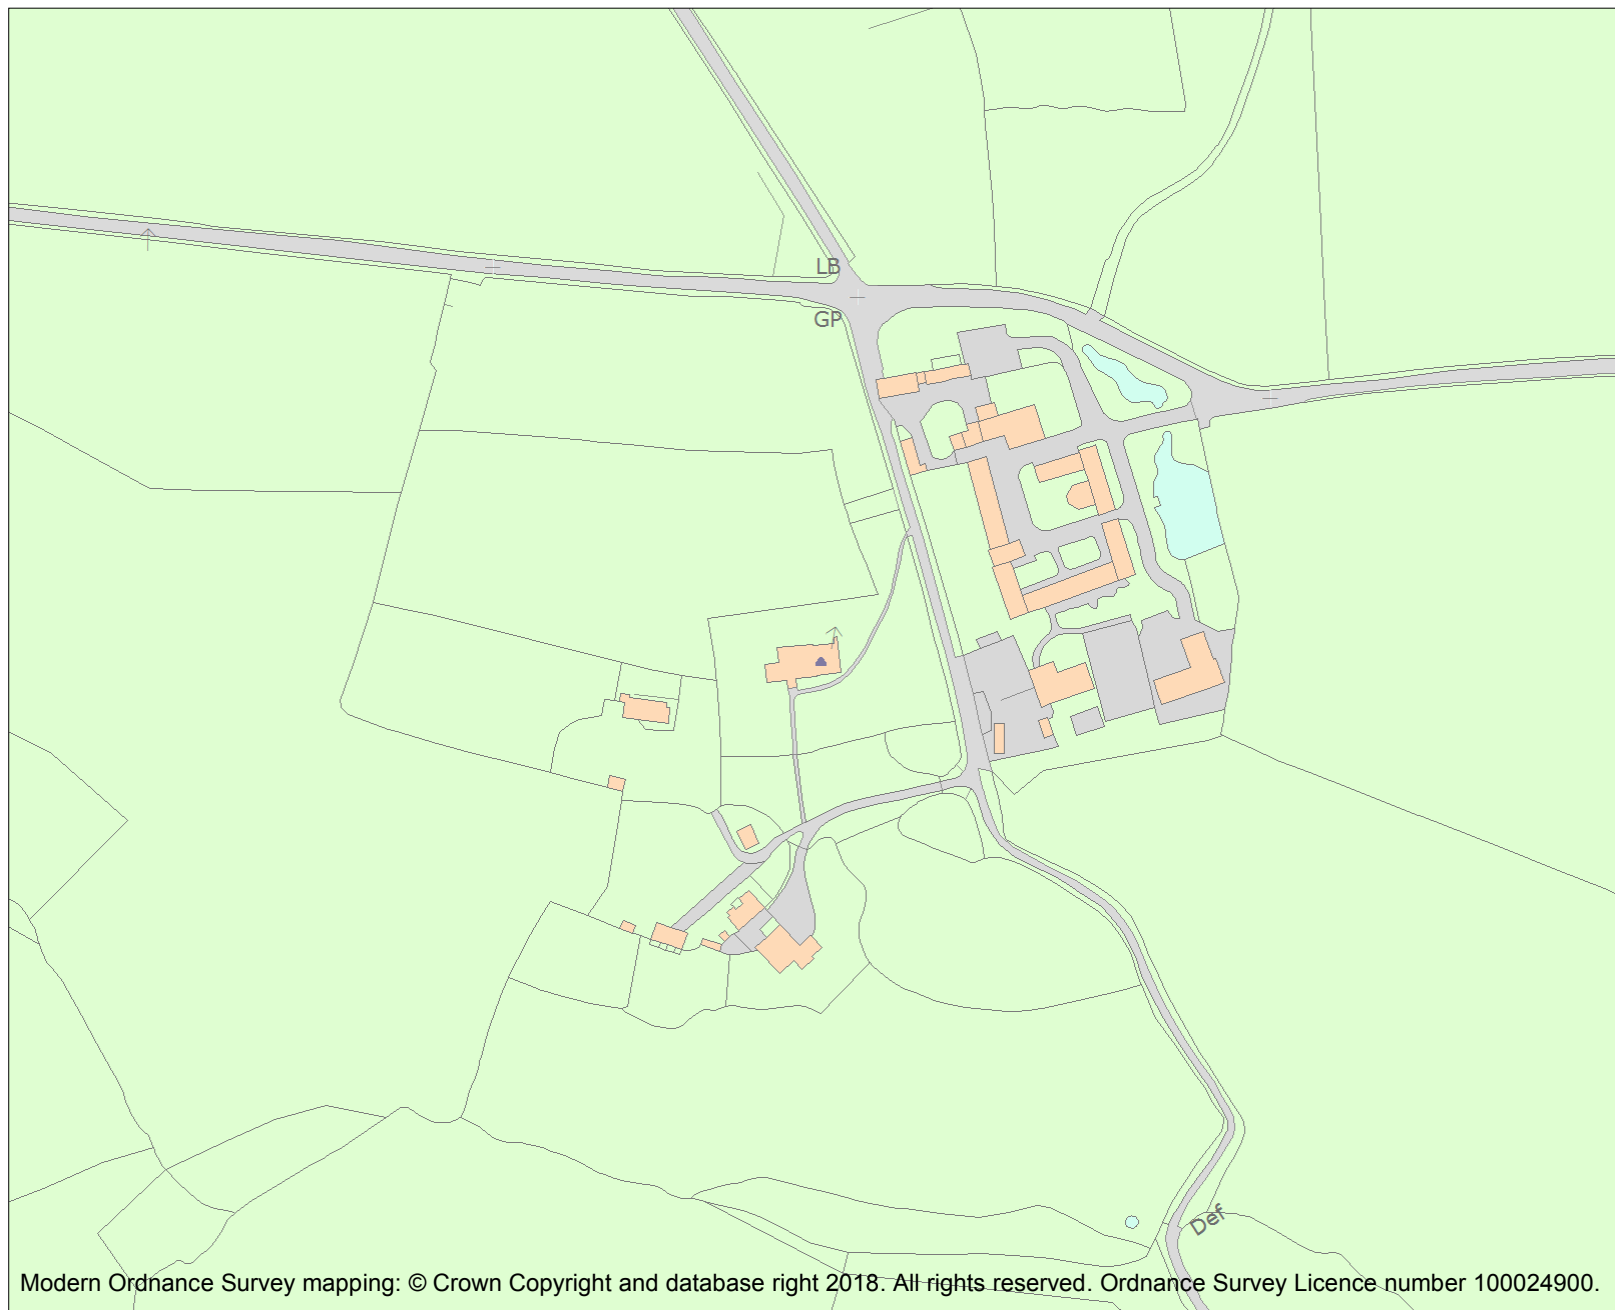 LB
GP
Def
Modern Ordnance Survey mapping: © Crown Copyright and database right 2018. All rights reserved. Ordnance Survey Licence number 100024900.